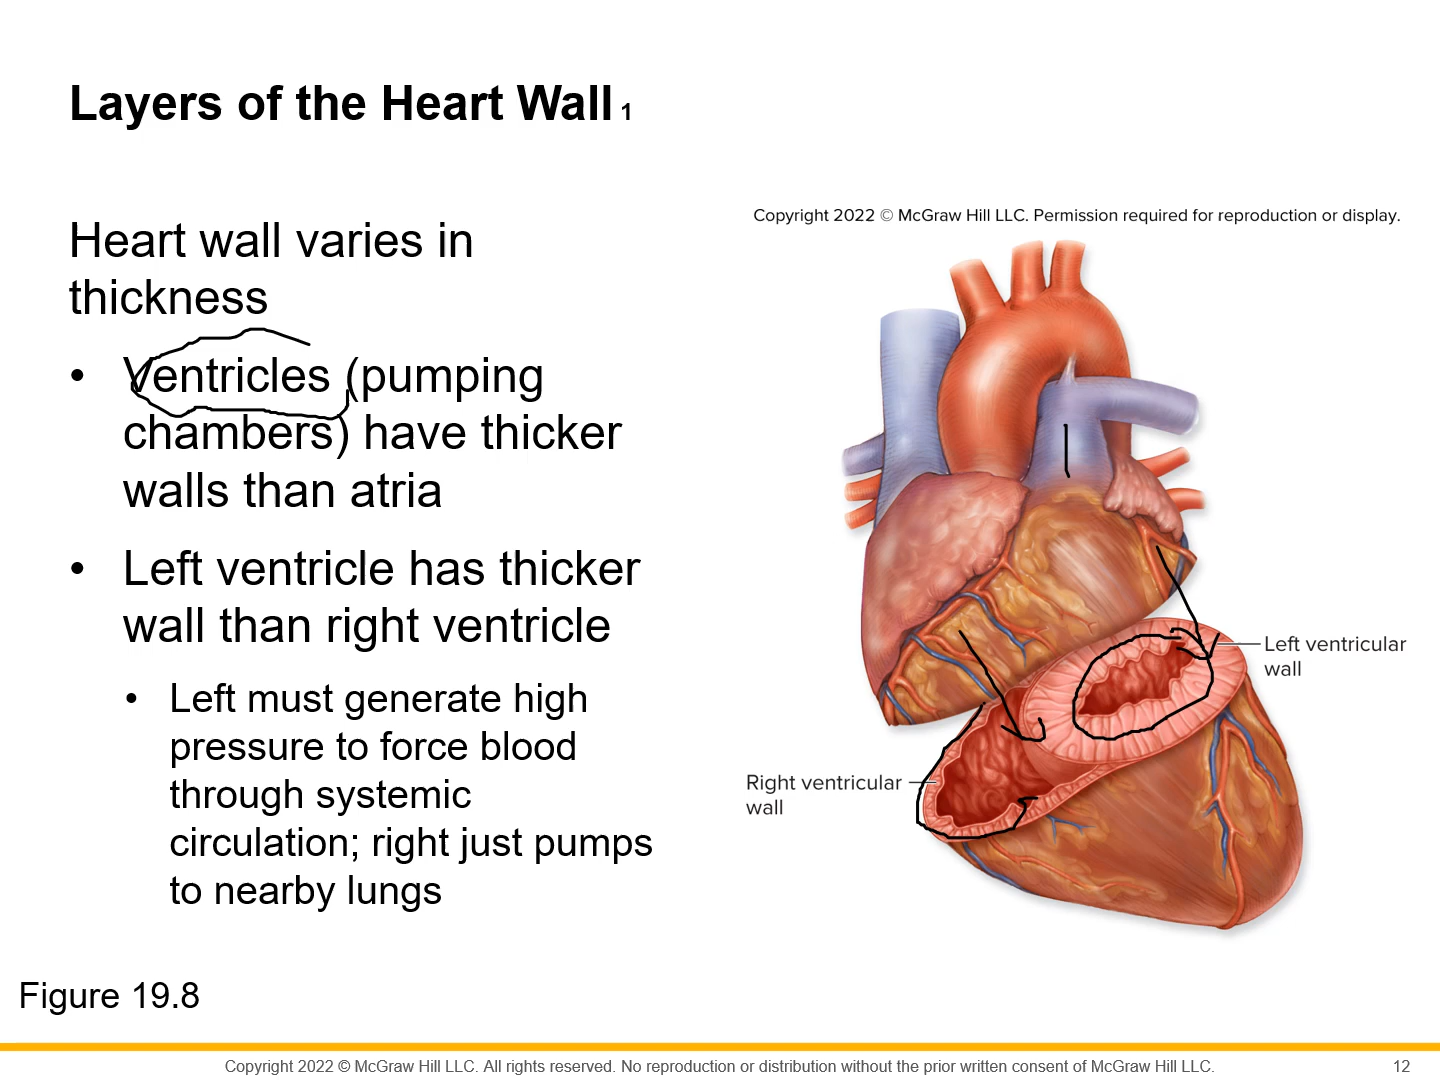 Layers of the Heart Wall 1
Heart wall varies in
thickness
• Ventricles (pumping
chambers) have thicker
walls than atria
• Left ventricle has thicker
wall than right ventricle
• Left must generate high
pressure to force blood
through systemic
circulation; right just pumps
to nearby lungs
Copyright 2022 © McGraw Hill LLC. Permission required for reproduction or display.
Left ventricular
wall
Right ventricular
wall
Figure 19.8
Copyright 2022 © McGraw Hill LLC. All rights reserved. No reproduction or distribution without the prior written consent of McGraw Hill LLC.
12